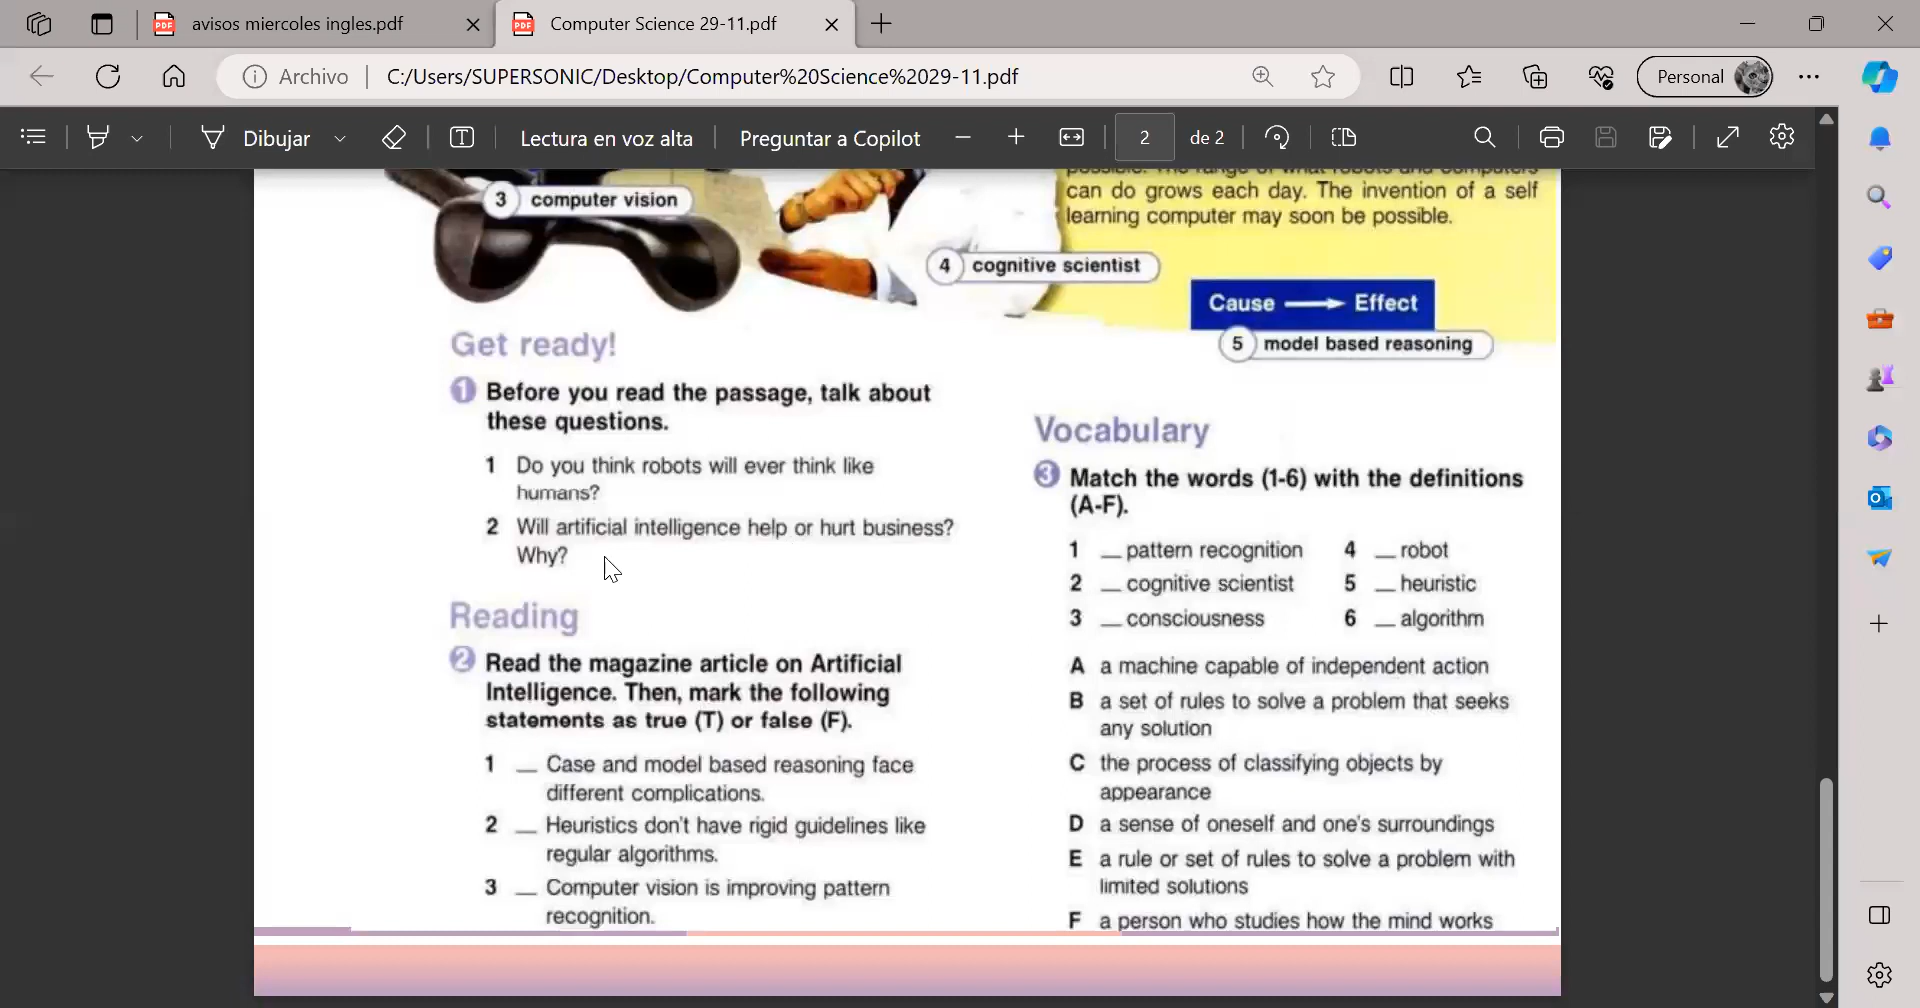 avisos miercoles ingles.pdf
Computer Science 29-11.pdf
Archivo
C:/Users/SUPERSONIC/Desktop/Computer%20Science%2029-11.pdf
Personal
Dibujar
Lectura en voz alta
Preguntar a Copilot
2
de 2
possible. The range of what robots and computers
can do grows each day. The invention of a self
learning computer may soon be possible.
3 computer vision
4 cognitive scientist
Cause → Effect
5 model based reasoning
Get ready!
1 Before you read the passage, talk about
these questions.
1 Do you think robots will ever think like
humans?
2 Will artificial intelligence help or hurt business?
Why?
Reading
2 Read the magazine article on Artificial
Intelligence. Then, mark the following
statements as true (T) or false (F).
1 _ Case and model based reasoning face
different complications.
2 _ Heuristics don't have rigid guidelines like
regular algorithms.
3 _ Computer vision is improving pattern
recognition.
Vocabulary
3 Match the words (1-6) with the definitions
(A-F).
1 _ pattern recognition 4 _ robot
2 _ cognitive scientist 5 _ heuristic
3 _ consciousness 6 _ algorithm
A a machine capable of independent action
B a set of rules to solve a problem that seeks
any solution
C the process of classifying objects by
appearance
D a sense of oneself and one's surroundings
E a rule or set of rules to solve a problem with
limited solutions
F a person who studies how the mind works